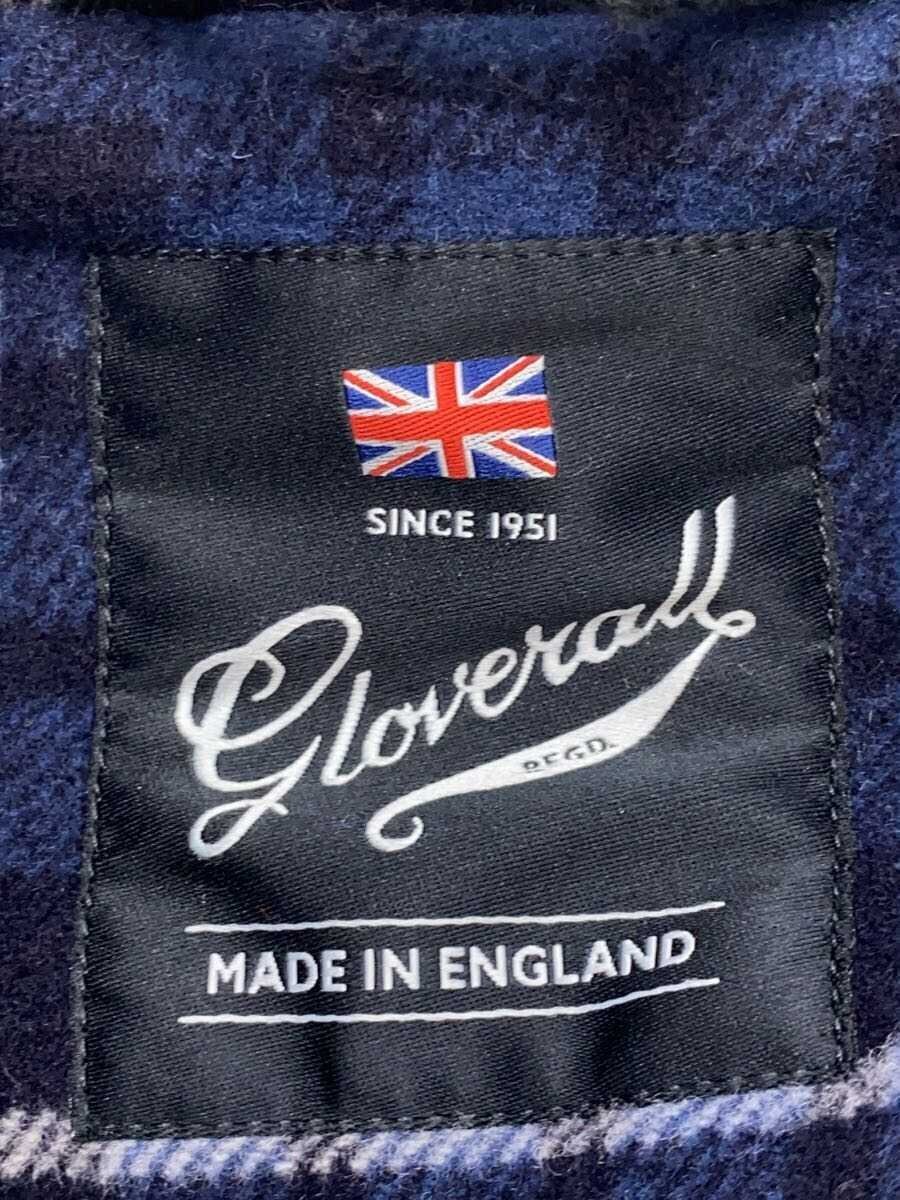 SINCE 1951
Gloverall
REGD.
MADE IN ENGLAND